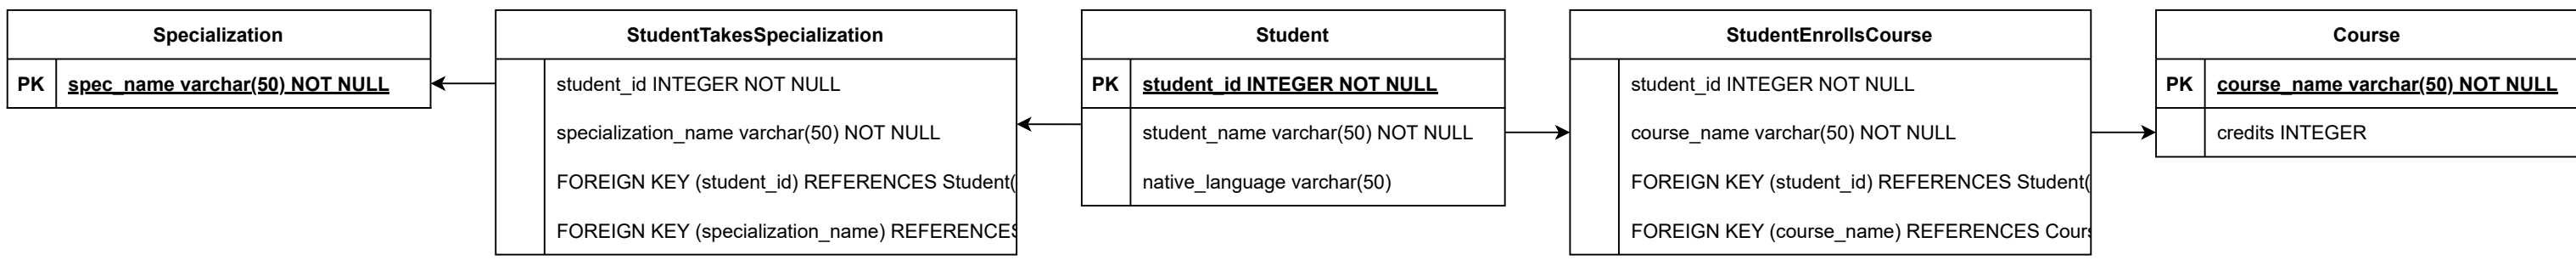 Specialization
PK spec_name varchar(50) NOT NULL
StudentTakesSpecialization
student_id INTEGER NOT NULL
specialization_name varchar(50) NOT NULL
FOREIGN KEY (student_id) REFERENCES Student(
FOREIGN KEY (specialization_name) REFERENCES
Student
PK student_id INTEGER NOT NULL
student_name varchar(50) NOT NULL
native_language varchar(50)
StudentEnrollsCourse
student_id INTEGER NOT NULL
course_name varchar(50) NOT NULL
FOREIGN KEY (student_id) REFERENCES Student(
FOREIGN KEY (course_name) REFERENCES Cours
Course
PK course_name varchar(50) NOT NULL
credits INTEGER